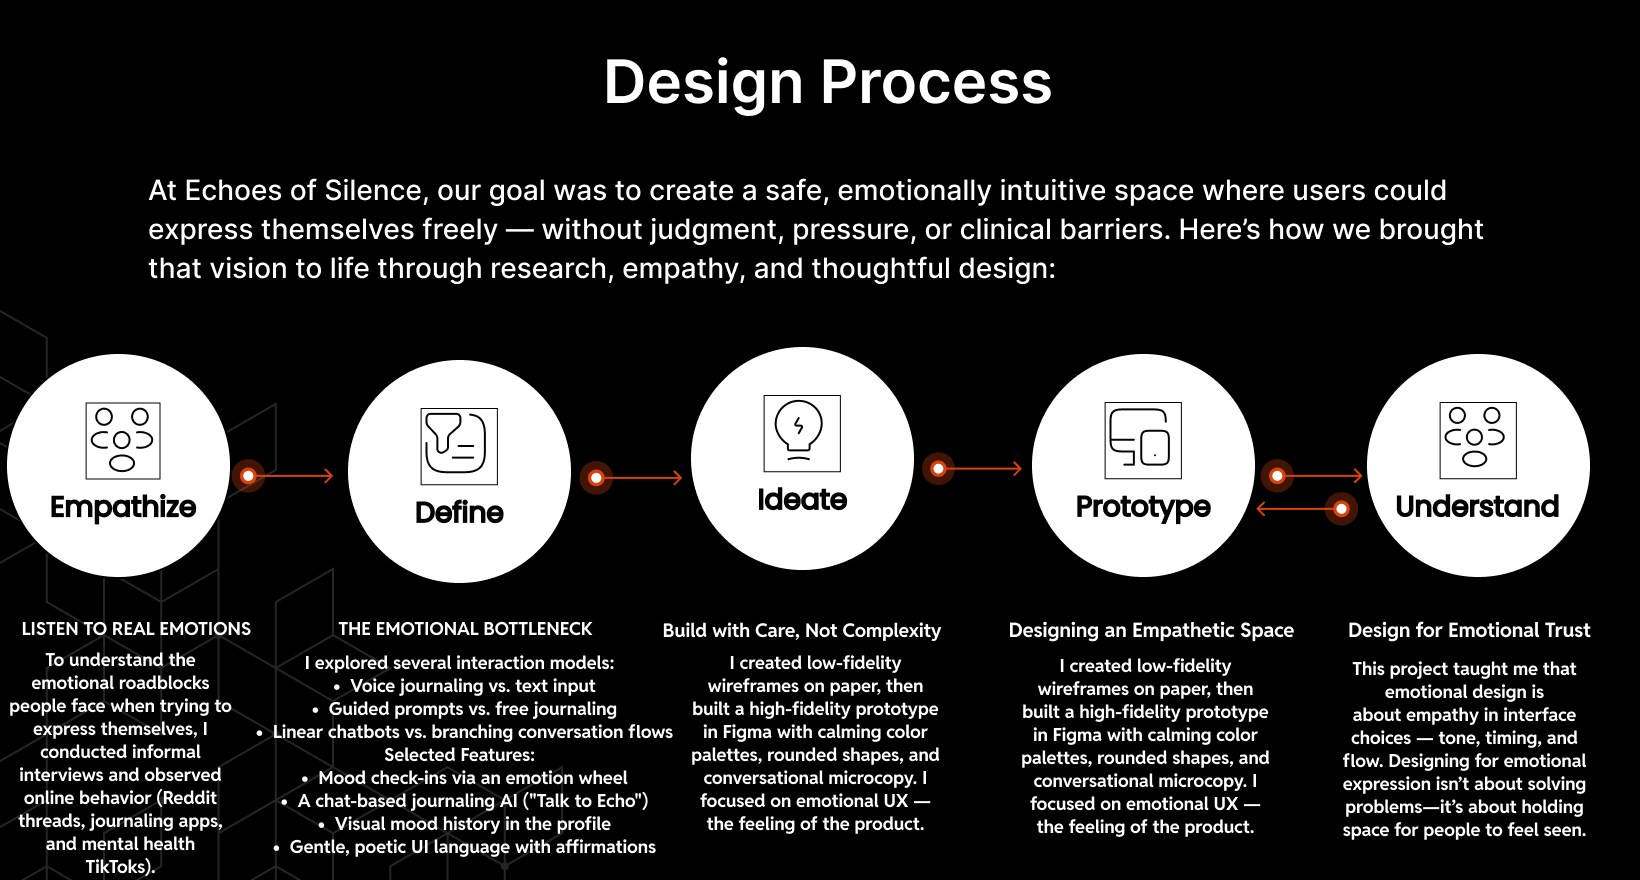 Design Process
At Echoes of Silence, our goal was to create a safe, emotionally intuitive space where users could
express themselves freely — without judgment, pressure, or clinical barriers. Here’s how we brought
that vision to life through research, empathy, and thoughtful design:
Empathize
Define
Ideate
Prototype
Understand
LISTEN TO REAL EMOTIONS
To understand the
emotional roadblocks
people face when trying to
express themselves, I
conducted informal
interviews and observed
online behavior (Reddit
threads, journaling apps,
and mental health
TikToks).
THE EMOTIONAL BOTTLENECK
I explored several interaction models:
• Voice journaling vs. text input
• Guided prompts vs. free journaling
• Linear chatbots vs. branching conversation flows
Selected Features:
• Mood check-ins via an emotion wheel
• A chat-based journaling AI ("Talk to Echo")
• Visual mood history in the profile
• Gentle, poetic UI language with affirmations
Build with Care, Not Complexity
I created low-fidelity
wireframes on paper, then
built a high-fidelity prototype
in Figma with calming color
palettes, rounded shapes, and
conversational microcopy. I
focused on emotional UX —
the feeling of the product.
Designing an Empathetic Space
I created low-fidelity
wireframes on paper, then
built a high-fidelity prototype
in Figma with calming color
palettes, rounded shapes, and
conversational microcopy. I
focused on emotional UX —
the feeling of the product.
Design for Emotional Trust
This project taught me that
emotional design is
about empathy in interface
choices — tone, timing, and
flow. Designing for emotional
expression isn’t about solving
problems—it’s about holding
space for people to feel seen.